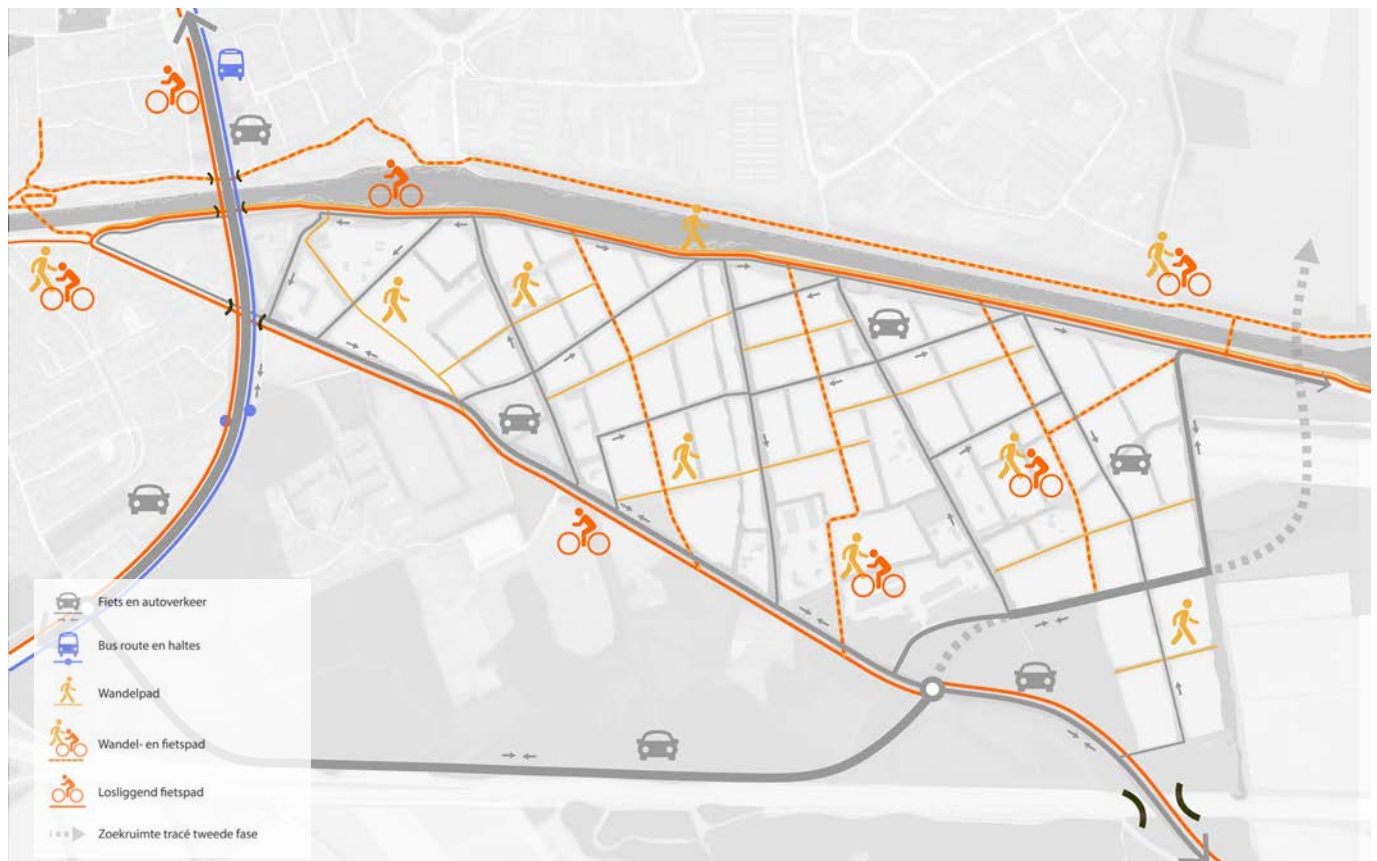 Fiets en autoverkeer
Bus route en haltes
Wandelpad
Wandel- en fietspad
Losliggend fietspad
Zoekruimte tracé tweede fase